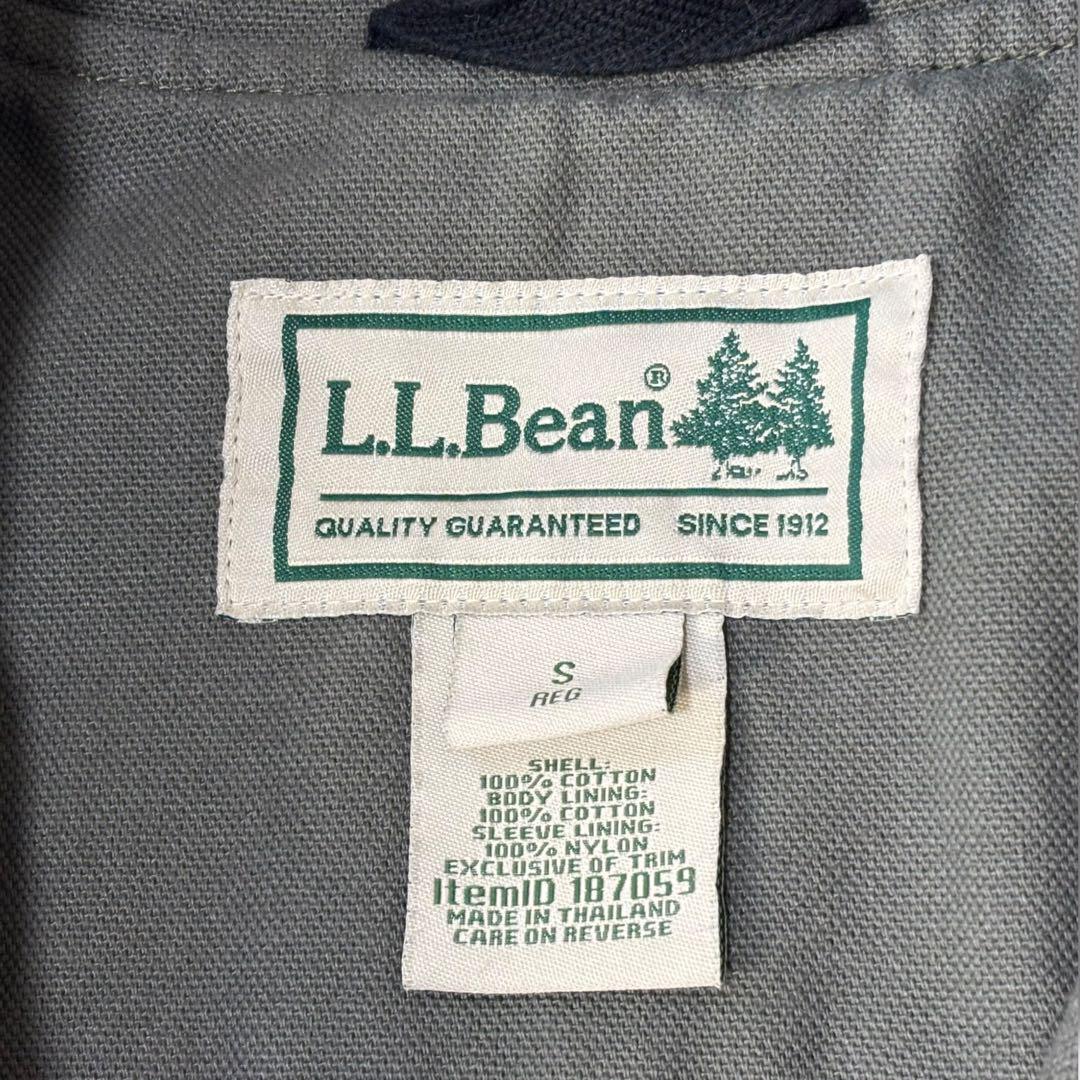 L.L.Bean®
QUALITY GUARANTEED SINCE 1912
S
REG
SHELL:
100% COTTON
BODY LINING:
100% COTTON
SLEEVE LINING:
100% NYLON
EXCLUSIVE OF TRIM
ItemID 187059
MADE IN THAILAND
CARE ON REVERSE